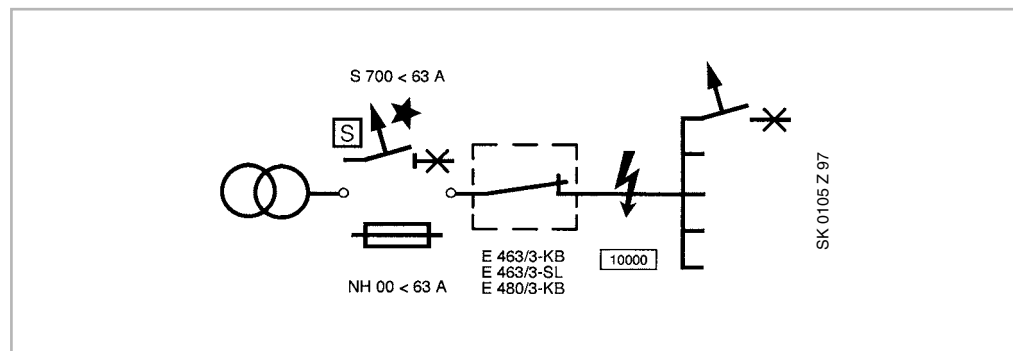 S 700 < 63 A
S
NH 00 < 63 A
E 463/3-KB
E 463/3-SL
E 480/3-KB
10000
SK 0105 Z 97